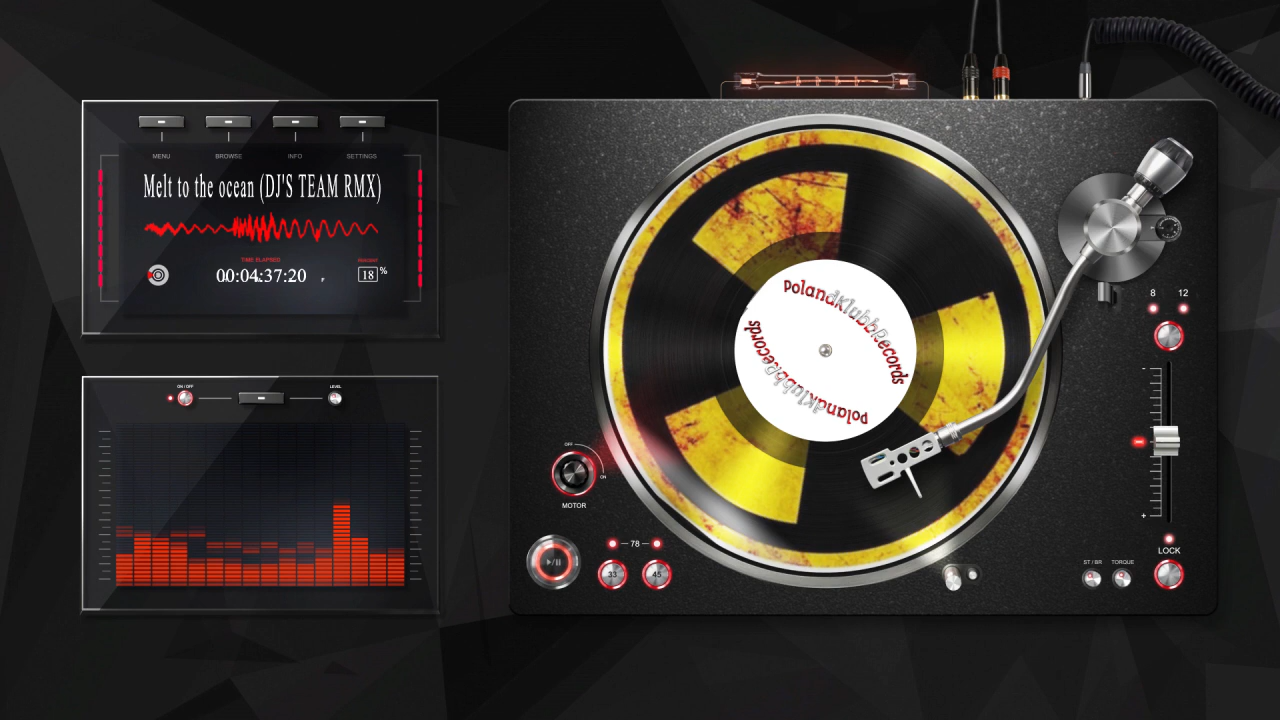 MENU BROWSE INFO SETTINGS
Melt to the ocean (DJ'S TEAM RMX)
TIME ELAPSED
00:04:37:20
18 %
ON / OFF
LEVEL
polandKlubbRecords
polandKlubbRecords
OFF
ON
MOTOR
78
33
45
8 12
-
+
LOCK
ST / BR TORQUE